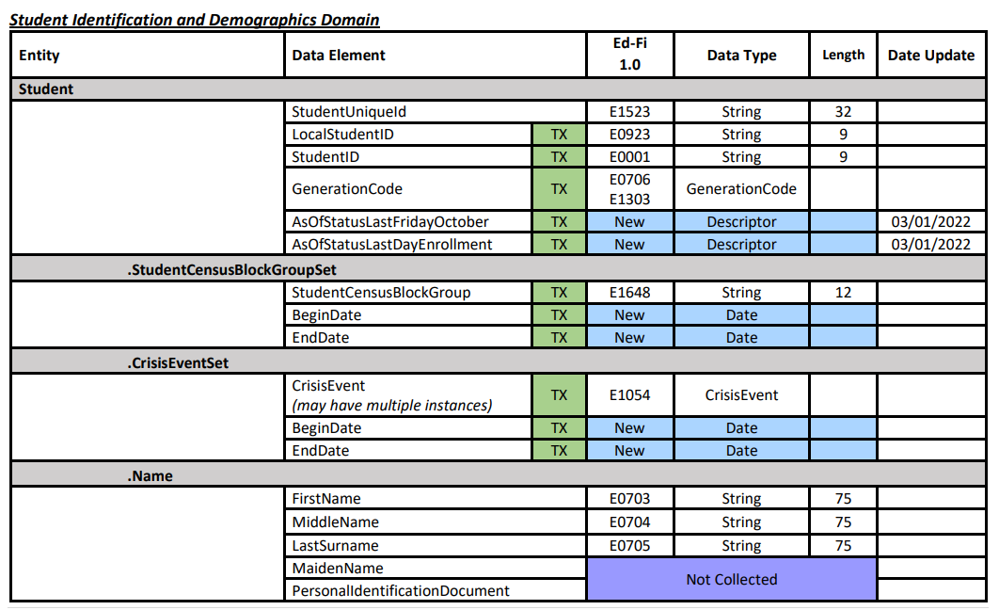 Student Identification and Demographics Domain
Entity Data Element Ed-Fi 1.0 Data Type Length Date Update
Student
StudentUniqueId E1523 String 32
LocalStudentID TX E0923 String 9
StudentID TX E0001 String 9
GenerationCode TX E0706 E1303 GenerationCode
AsOfStatusLastFridayOctober TX New Descriptor 03/01/2022
AsOfStatusLastDayEnrollment TX New Descriptor 03/01/2022
.StudentCensusBlockGroupSet
StudentCensusBlockGroup TX E1648 String 12
BeginDate TX New Date
EndDate TX New Date
.CrisisEventSet
CrisisEvent
(may have multiple instances) TX E1054 CrisisEvent
BeginDate TX New Date
EndDate TX New Date
.Name
FirstName E0703 String 75
MiddleName E0704 String 75
LastSurname E0705 String 75
MaidenName
Not Collected
PersonalIdentificationDocument